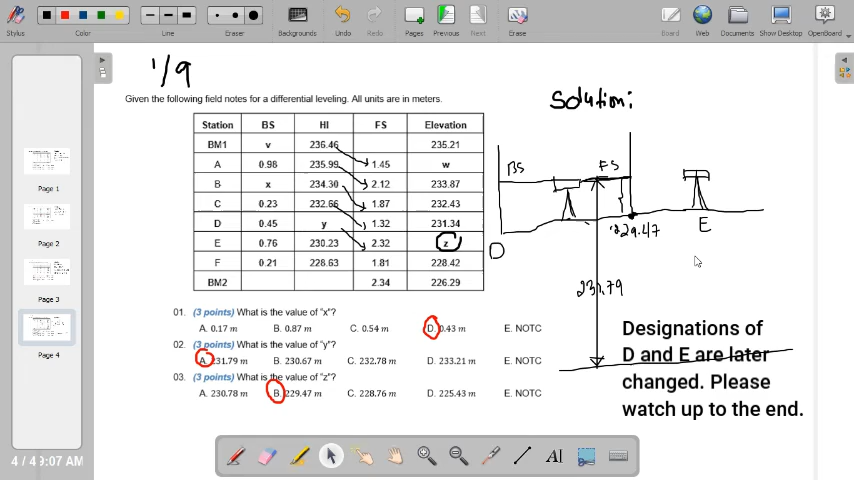 Stylus
Color
Line
Eraser
Backgrounds
Undo
Redo
Pages
Previous
Next
Erase
Board
Web
Documents
Show Desktop
OpenBoard
1/9
Given the following field notes for a differential leveling. All units are in meters.
Solution:
Station BS HI FS Elevation
BM1 v 236.46 235.21
A 0.98 235.99 1.45 w
B x 234.30 2.12 233.87
C 0.23 232.66 1.87 232.43
D 0.45 y 1.32 231.34
E 0.76 230.23 2.32 z
F 0.21 228.63 1.81 228.42
BM2 2.34 226.29
BS FS
229.47
D
E
231.79
01. (3 points) What is the value of "x"?
A. 0.17 m B. 0.87 m C. 0.54 m D. 0.43 m E. NOTC
02. (3 points) What is the value of "y"?
A. 231.79 m B. 230.67 m C. 232.78 m D. 233.21 m E. NOTC
03. (3 points) What is the value of "z"?
A. 230.78 m B. 229.47 m C. 228.76 m D. 225.43 m E. NOTC
Designations of
D and E are later
changed. Please
watch up to the end.
Page 1
Page 2
Page 3
Page 4
4 / 4 9:07 AM
AI